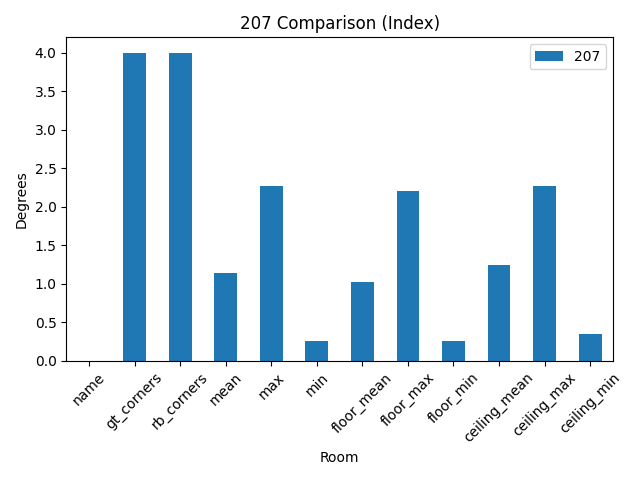 207 Comparison (Index)
207
Degrees
4.0
3.5
3.0
2.5
2.0
1.5
1.0
0.5
0.0
name
gt_corners
rb_corners
mean
max
min
floor_mean
floor_max
floor_min
ceiling_mean
ceiling_max
ceiling_min
Room